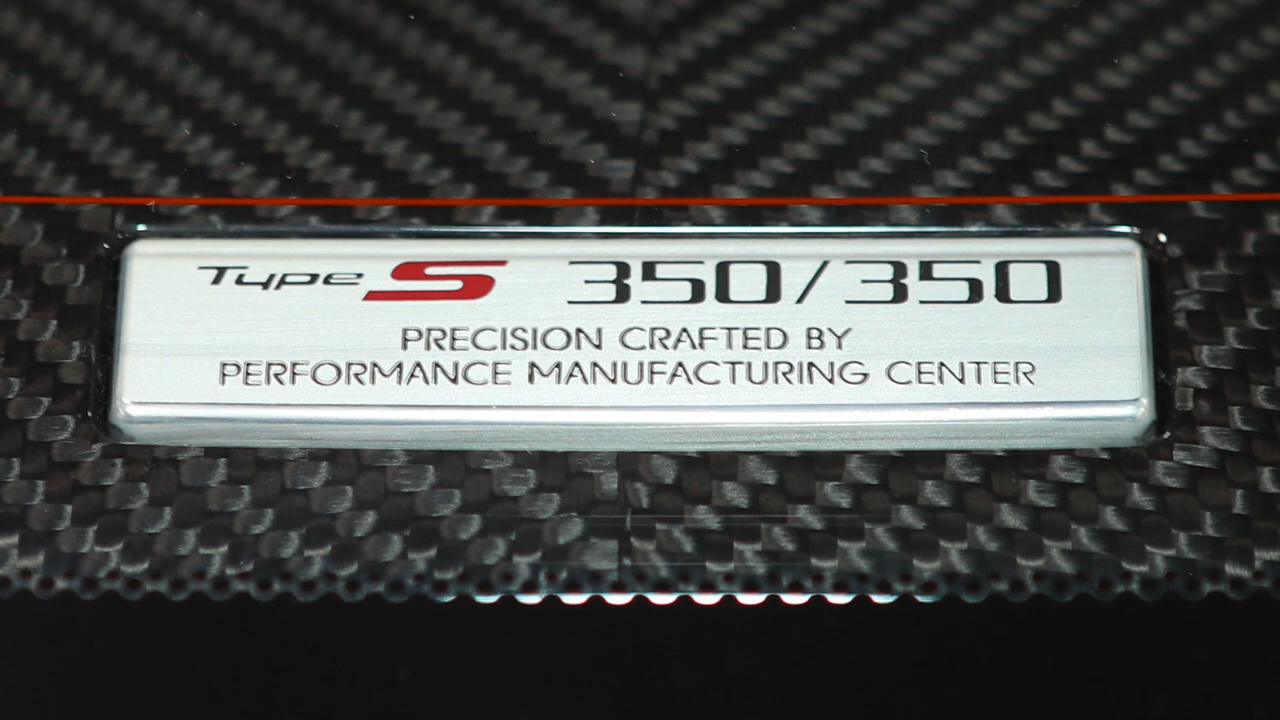 Type S 350/350
PRECISION CRAFTED BY
PERFORMANCE MANUFACTURING CENTER